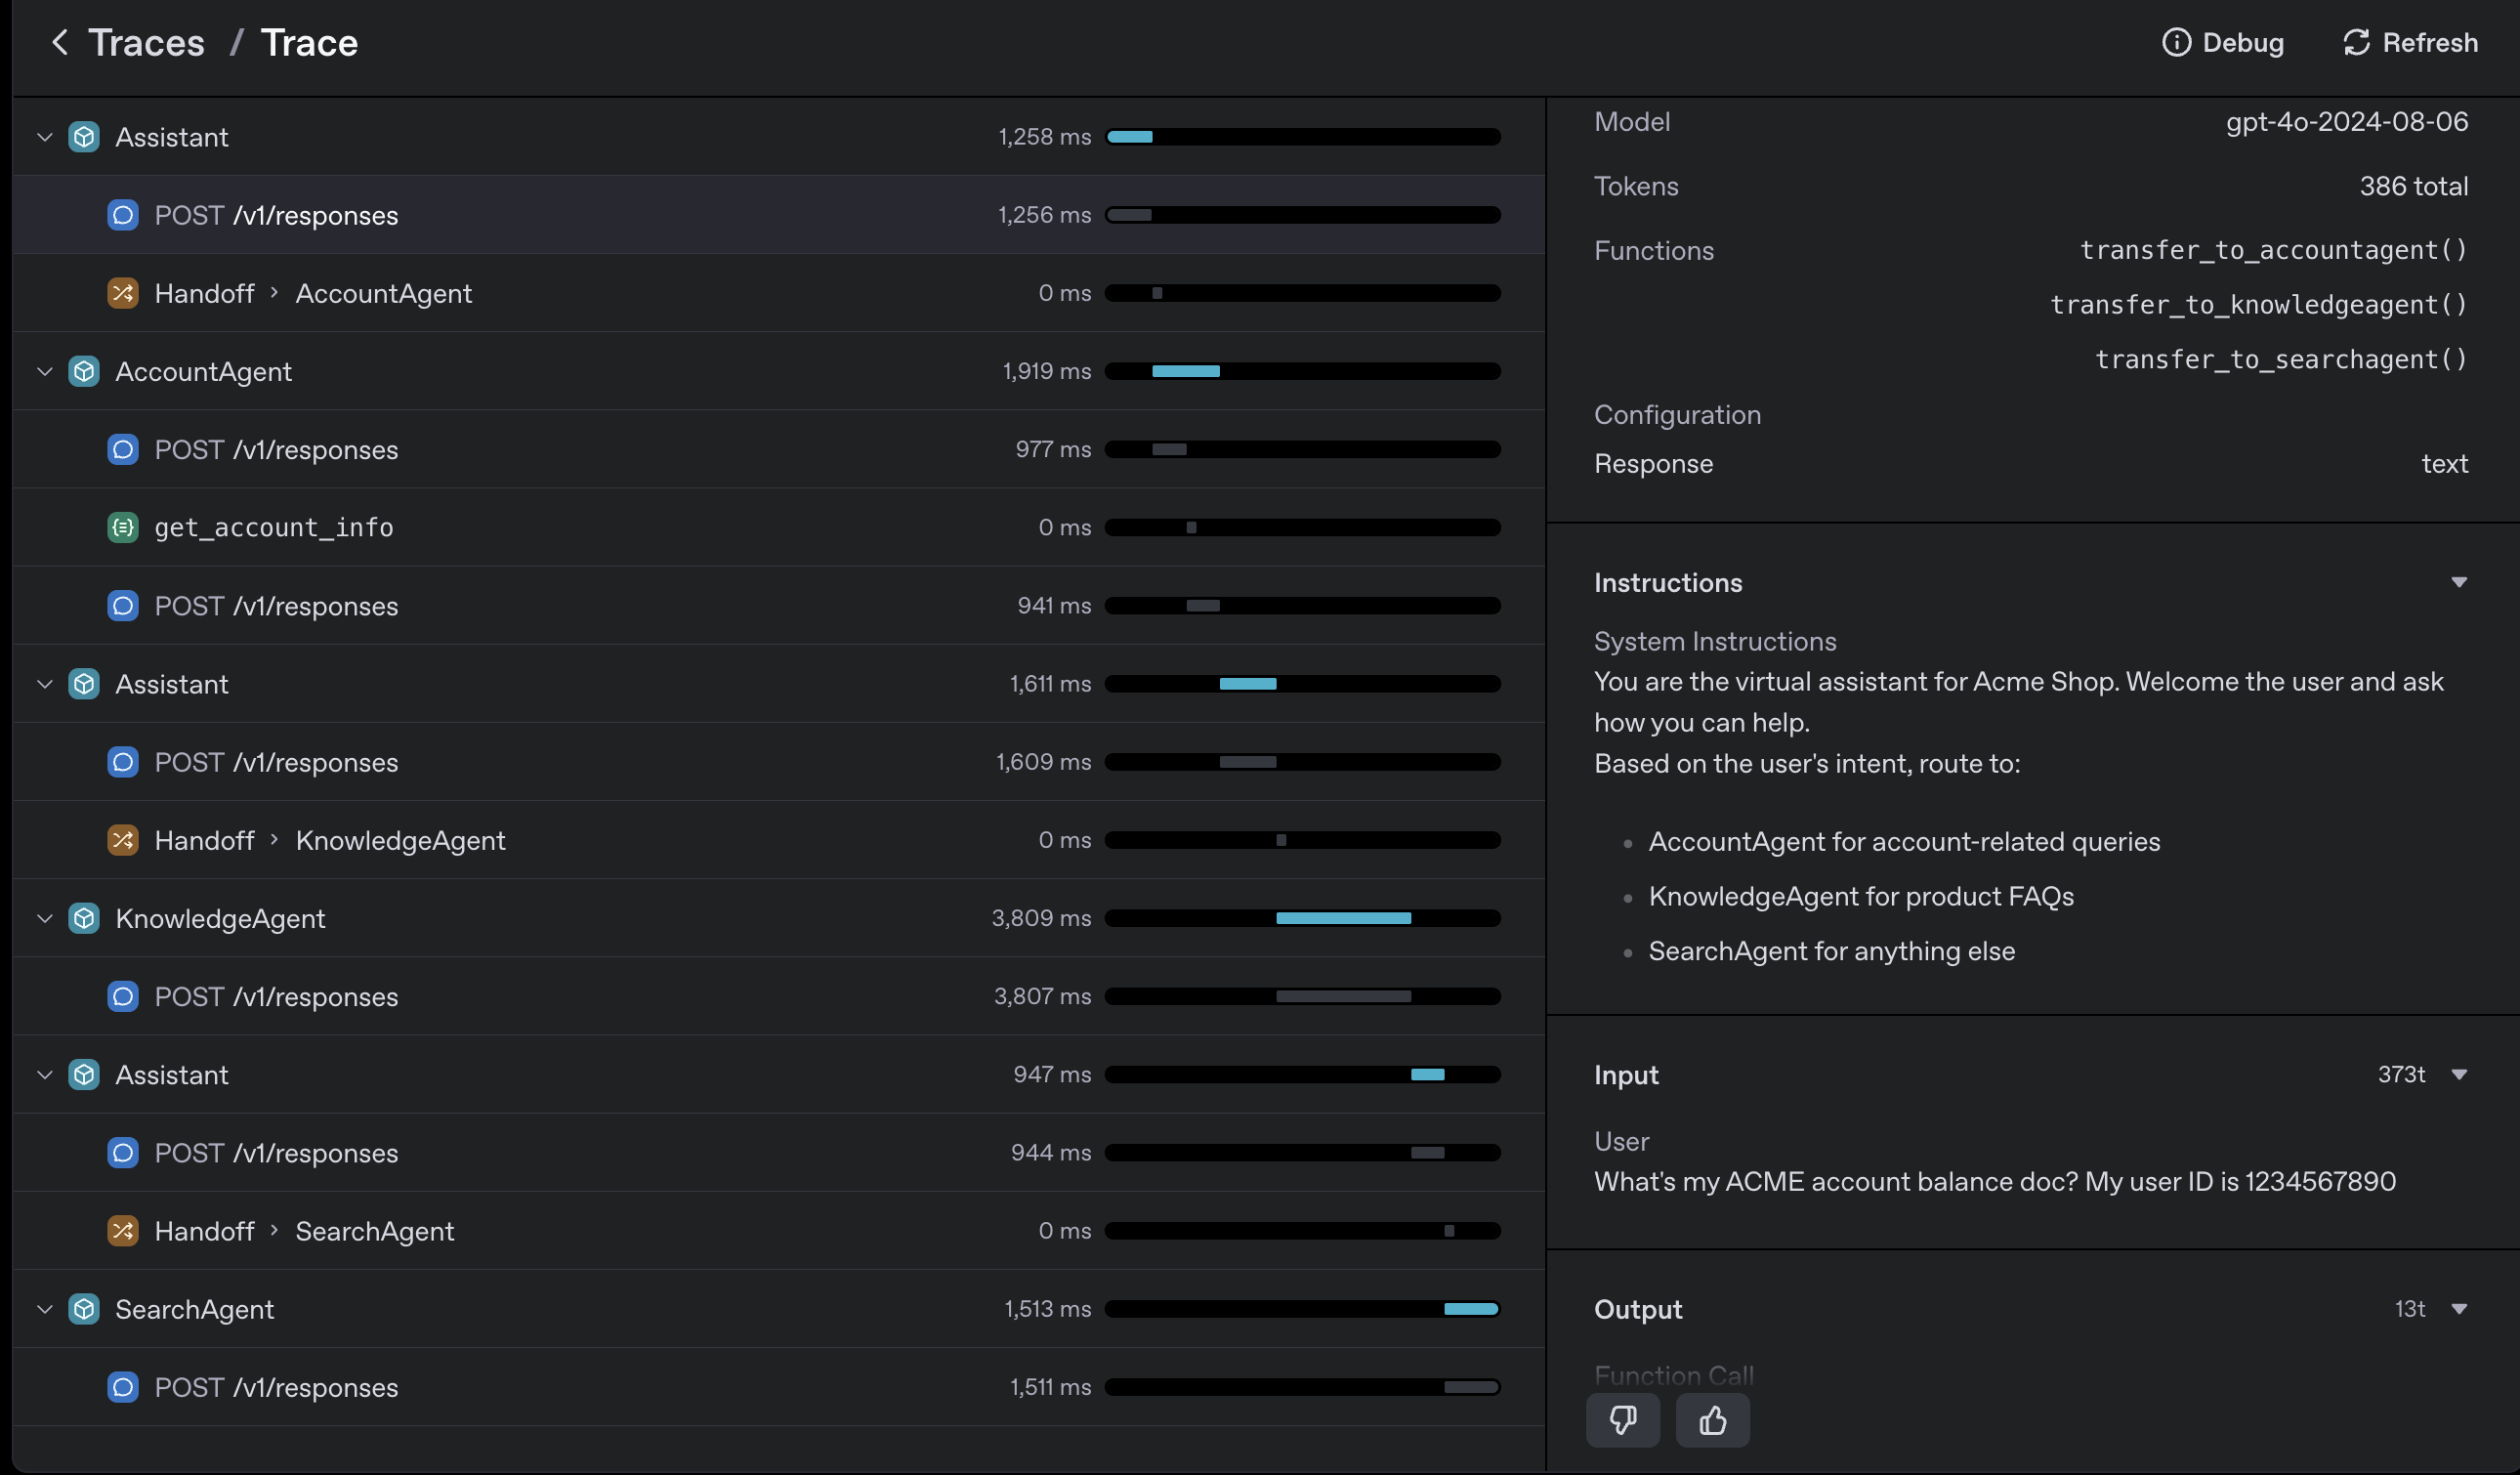 Traces / Trace
Debug
Refresh
Assistant 1,258 ms
POST /v1/responses 1,256 ms
Handoff > AccountAgent 0 ms
AccountAgent 1,919 ms
POST /v1/responses 977 ms
get_account_info 0 ms
POST /v1/responses 941 ms
Assistant 1,611 ms
POST /v1/responses 1,609 ms
Handoff > KnowledgeAgent 0 ms
KnowledgeAgent 3,809 ms
POST /v1/responses 3,807 ms
Assistant 947 ms
POST /v1/responses 944 ms
Handoff > SearchAgent 0 ms
SearchAgent 1,513 ms
POST /v1/responses 1,511 ms
Model gpt-4o-2024-08-06
Tokens 386 total
Functions transfer_to_accountagent()
transfer_to_knowledgeagent()
transfer_to_searchagent()
Configuration
Response text
Instructions
System Instructions
You are the virtual assistant for Acme Shop. Welcome the user and ask
how you can help.
Based on the user's intent, route to:
• AccountAgent for account-related queries
• KnowledgeAgent for product FAQs
• SearchAgent for anything else
Input 373t
User
What's my ACME account balance doc? My user ID is 1234567890
Output 13t
Function Call